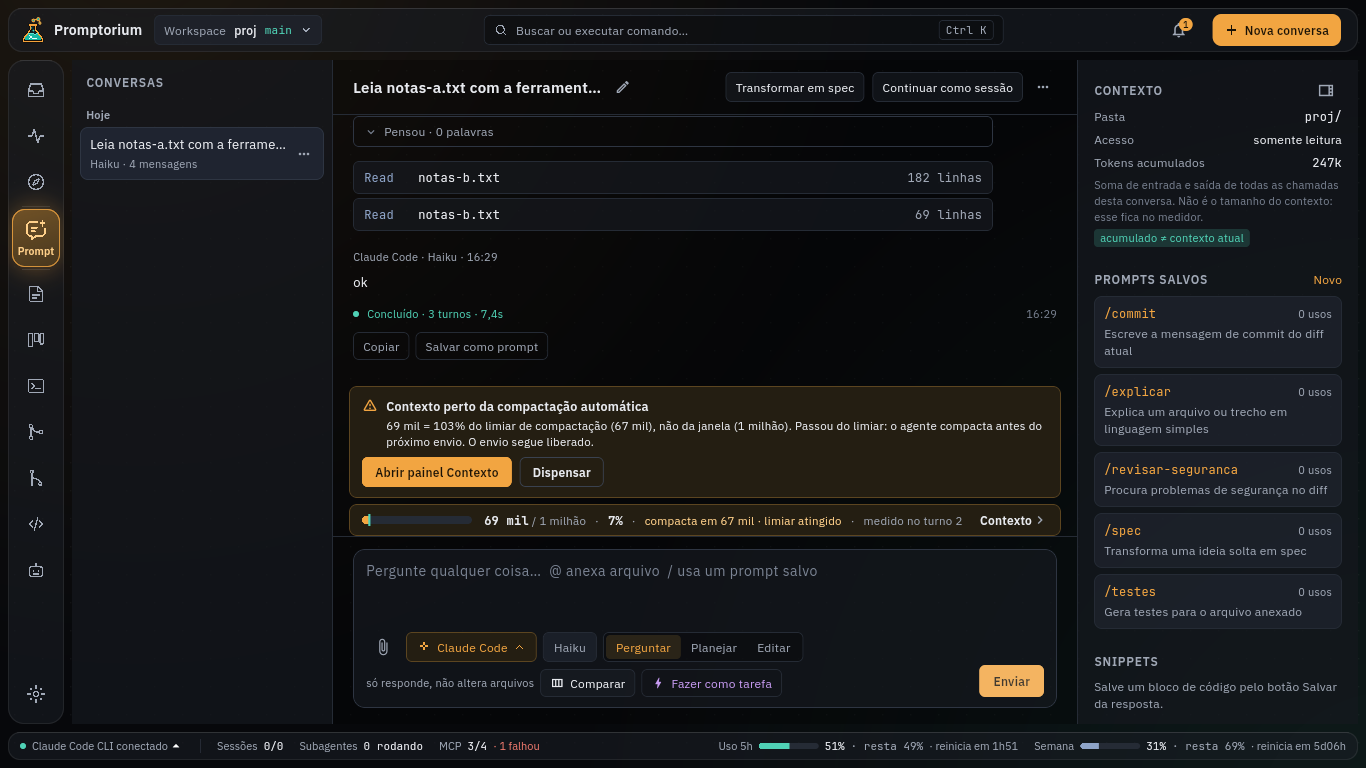 Promptorium
Workspace proj main
Buscar ou executar comando… Ctrl K
1
Nova conversa
Prompt
CONVERSAS
Hoje
Leia notas-a.txt com a ferrame…
Haiku · 4 mensagens
Leia notas-a.txt com a ferrament…
Transformar em spec
Continuar como sessão
Pensou · 0 palavras
Read notas-b.txt 182 linhas
Read notas-b.txt 69 linhas
Claude Code · Haiku · 16:29
ok
Concluído · 3 turnos · 7,4s 16:29
Copiar Salvar como prompt
Contexto perto da compactação automática
69 mil = 103% do limiar de compactação (67 mil), não da janela (1 milhão). Passou do limiar: o agente compacta antes do
próximo envio. O envio segue liberado.
Abrir painel Contexto Dispensar
69 mil / 1 milhão · 7% · compacta em 67 mil · limiar atingido · medido no turno 2 Contexto
Pergunte qualquer coisa… @ anexa arquivo / usa um prompt salvo
Claude Code Haiku Perguntar Planejar Editar
só responde, não altera arquivos Comparar Fazer como tarefa
Enviar
CONTEXTO
Pasta proj/
Acesso somente leitura
Tokens acumulados 247k
Soma de entrada e saída de todas as chamadas
desta conversa. Não é o tamanho do contexto:
esse fica no medidor.
acumulado ≠ contexto atual
PROMPTS SALVOS Novo
/commit 0 usos
Escreve a mensagem de commit do diff
atual
/explicar 0 usos
Explica um arquivo ou trecho em
linguagem simples
/revisar-seguranca 0 usos
Procura problemas de segurança no diff
/spec 0 usos
Transforma uma ideia solta em spec
/testes 0 usos
Gera testes para o arquivo anexado
SNIPPETS
Salve um bloco de código pelo botão Salvar
da resposta.
Claude Code CLI conectado Sessões 0/0 Subagentes 0 rodando MCP 3/4 · 1 falhou Uso 5h 51% · resta 49% · reinicia em 1h51 Semana 31% · resta 69% · reinicia em 5d06h